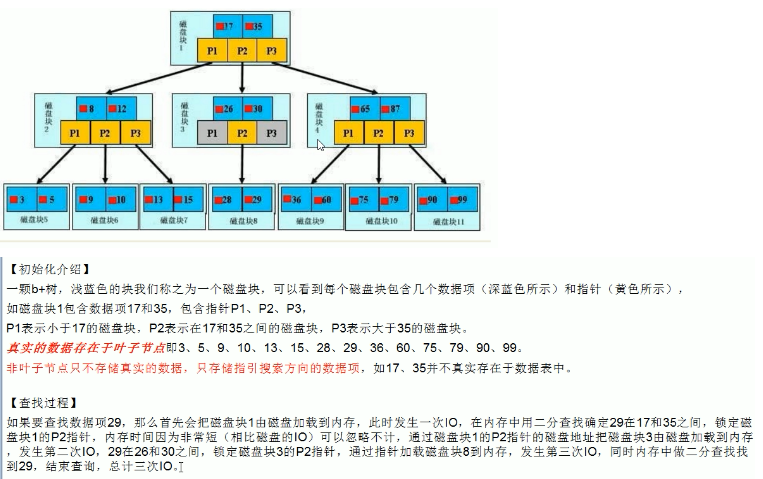 磁盘块1
17 35
P1 P2 P3
磁盘块2
8 12
P1 P2 P3
磁盘块3
26 30
P1 P2 P3
磁盘块4
65 87
P1 P2 P3
3 5
磁盘块5
9 10
磁盘块6
13 15
磁盘块7
28 29
磁盘块8
36 60
磁盘块9
75 79
磁盘块10
90 99
磁盘块11
【初始化介绍】
一颗b+树，浅蓝色的块我们称之为一个磁盘块，可以看到每个磁盘块包含几个数据项（深蓝色所示）和指针（黄色所示），
如磁盘块1包含数据项17和35，包含指针P1、P2、P3，
P1表示小于17的磁盘块，P2表示在17和35之间的磁盘块，P3表示大于35的磁盘块。
真实的数据存在于叶子节点即3、5、9、10、13、15、28、29、36、60、75、79、90、99。
非叶子节点只不存储真实的数据，只存储指引搜索方向的数据项，如17、35并不真实存在于数据表中。
【查找过程】
如果要查找数据项29，那么首先会把磁盘块1由磁盘加载到内存，此时发生一次IO，在内存中用二分查找确定29在17和35之间，锁定
磁盘块1的P2指针，内存时间因为非常短（相比磁盘的IO）可以忽略不计，通过磁盘块1的P2指针的磁盘地址把磁盘块3由磁盘加载到内存
，发生第二次IO，29在26和30之间，锁定磁盘块3的P2指针，通过指针加载磁盘块8到内存，发生第三次IO，同时内存中做二分查找找
到29，结束查询，总计三次IO。